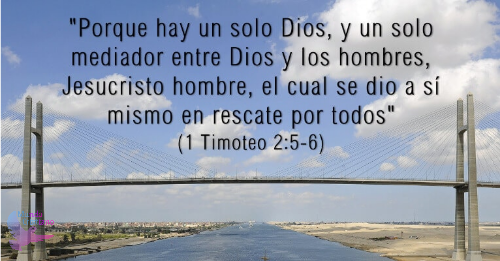 "Porque hay un solo Dios, y un solo
mediador entre Dios y los hombres,
Jesucristo hombre, el cual se dio a sí
mismo en rescate por todos"
(1 Timoteo 2:5-6)